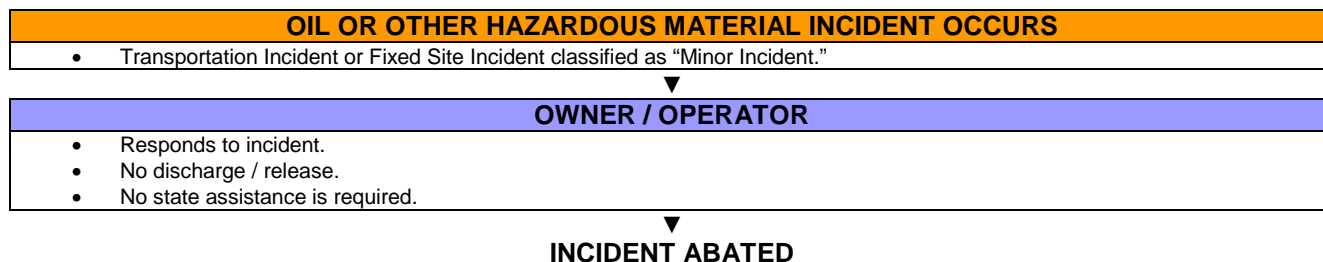 OIL OR OTHER HAZARDOUS MATERIAL INCIDENT OCCURS
• Transportation Incident or Fixed Site Incident classified as “Minor Incident.”
▼
OWNER / OPERATOR
• Responds to incident.
• No discharge / release.
• No state assistance is required.
▼
INCIDENT ABATED